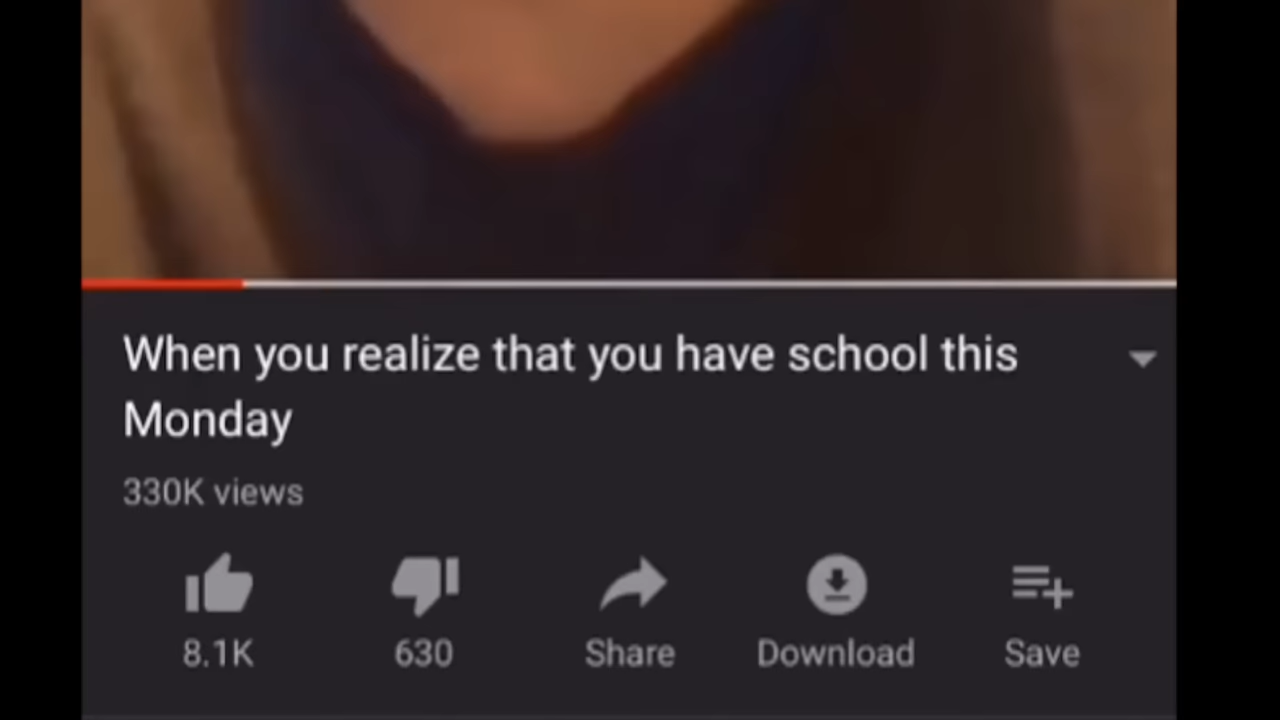 When you realize that you have school this
Monday
330K views
8.1K 630 Share Download Save